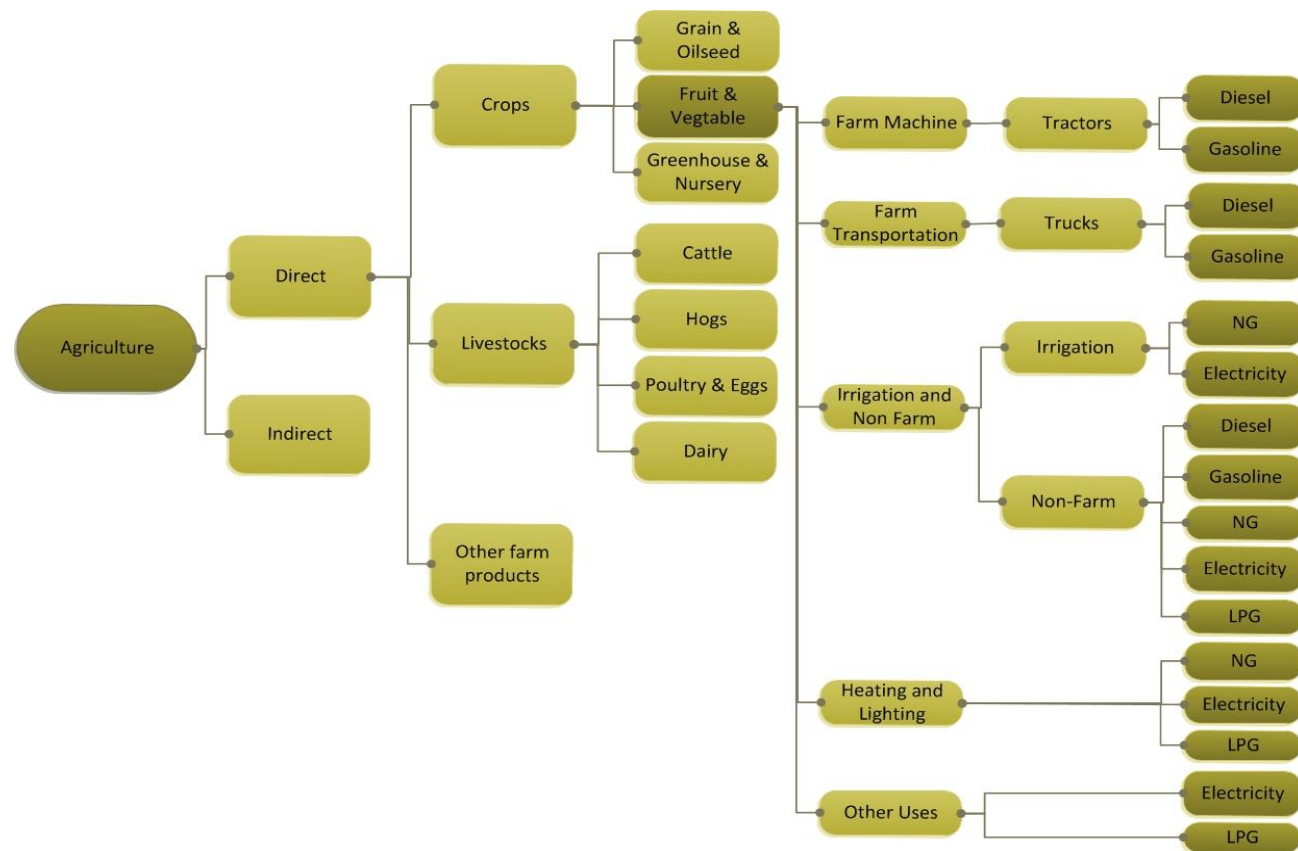 Agriculture
Direct
Indirect
Crops
Livestocks
Other farm
products
Grain &
Oilseed
Fruit &
Vegtable
Greenhouse &
Nursery
Cattle
Hogs
Poultry & Eggs
Dairy
Farm Machine
Farm
Transportation
Irrigation and
Non Farm
Heating and
Lighting
Other Uses
Tractors
Trucks
Irrigation
Non-Farm
Diesel
Gasoline
Diesel
Gasoline
NG
Electricity
Diesel
Gasoline
NG
Electricity
LPG
NG
Electricity
LPG
Electricity
LPG